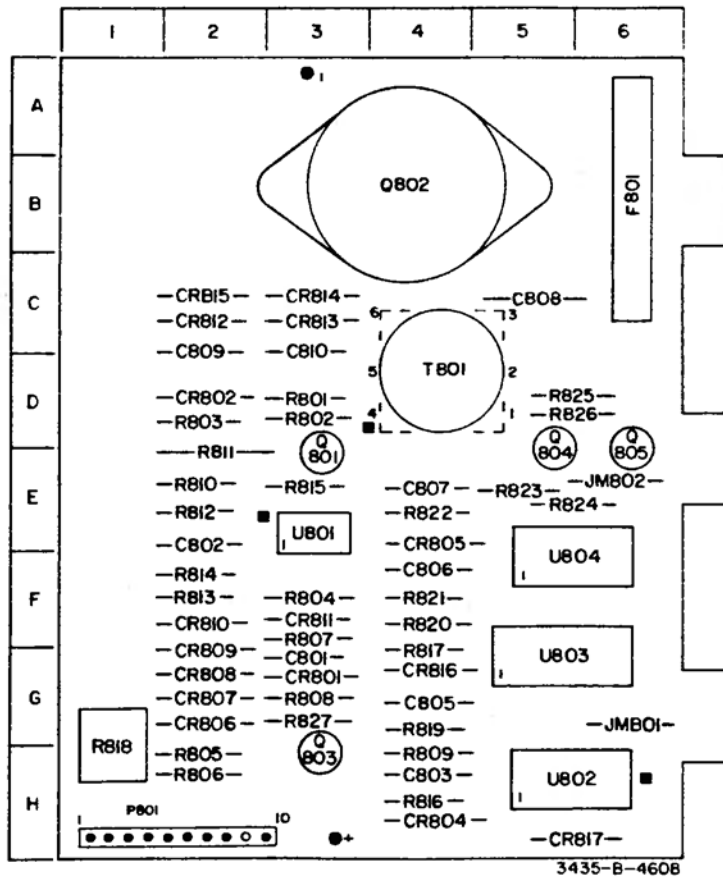 1 2 3 4 5 6
A
1
B
Q802
F801
C
-CR815- -CR814- -C808-
-CR812- -CR813- 6 3
-C809- -C810-
5 T801 2
D
-CR802- -R801- -R825-
-R803- -R802- 4 1 -R826-
-R811- Q 801 Q 804 Q 805
E
-R810- -R815- -C807- -R823- -JM802-
-R812- -R822- -R824-
1 U801
-C802- -CR805- 1 U804
F
-R814- -C806-
-R813- -R804- -R821-
-CR810- -CR811- -R820-
-R807-
-CR809- -C801- -R817- 1 U803
G
-CR808- -CR801- -CR816-
-CR807- -R808- -C805-
-CR806- -R827- -R819- -JM801-
R818
-R805- Q 803 -R809-
-R806- -C803- 1 U802
H
-R816-
1 P801 10 -CR804-
+ -CR817-
3435-B-4608